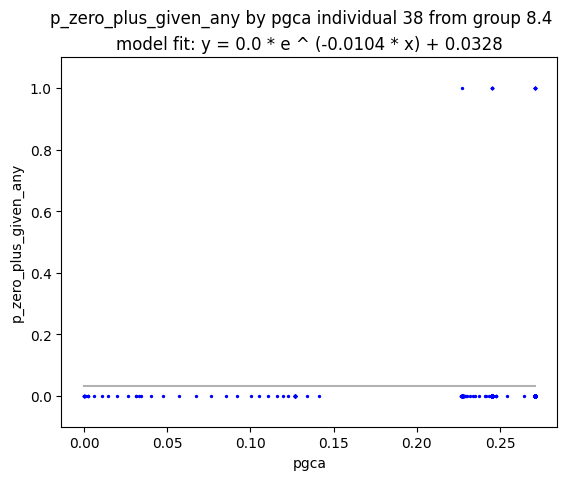 p_zero_plus_given_any by pgca individual 38 from group 8.4
model fit: y = 0.0 * e ^ (-0.0104 * x) + 0.0328
1.0
0.8
0.6
0.4
0.2
0.0
p_zero_plus_given_any
0.00 0.05 0.10 0.15 0.20 0.25
pgca